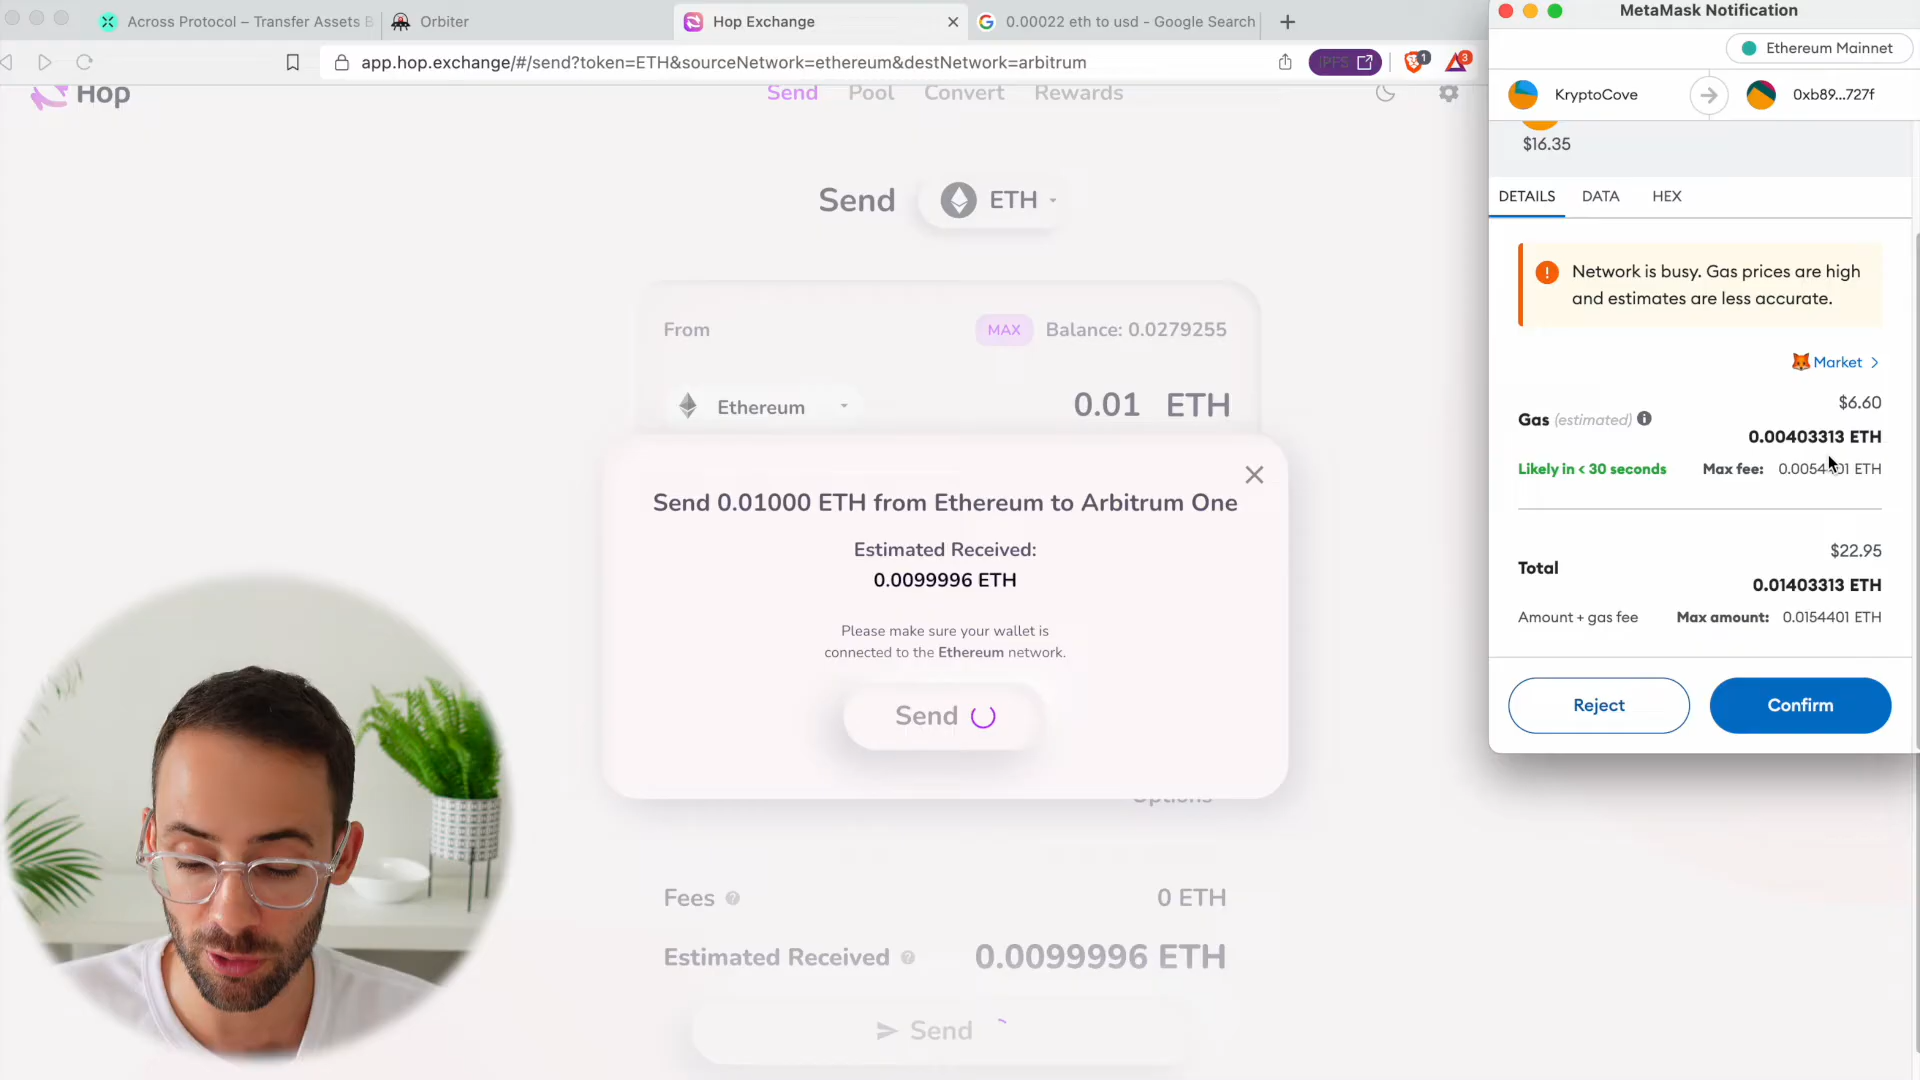 Across Protocol – Transfer Assets B
Orbiter
Hop Exchange
0.00022 eth to usd - Google Search
app.hop.exchange/#/send?token=ETH&sourceNetwork=ethereum&destNetwork=arbitrum
IPFS
1
3
Hop
Send
Pool
Convert
Rewards
Send
ETH
From
MAX
Balance: 0.0279255
Ethereum
0.01 ETH
Send 0.01000 ETH from Ethereum to Arbitrum One
Estimated Received:
0.0099996 ETH
Please make sure your wallet is
connected to the Ethereum network.
Send
Options
Fees
0 ETH
Estimated Received
0.0099996 ETH
Send
MetaMask Notification
Ethereum Mainnet
KryptoCove
0xb89...727f
$16.35
DETAILS
DATA
HEX
Network is busy. Gas prices are high
and estimates are less accurate.
Market >
$6.60
Gas (estimated)
0.00403313 ETH
Likely in < 30 seconds
Max fee: 0.0054401 ETH
$22.95
Total
0.01403313 ETH
Amount + gas fee
Max amount: 0.0154401 ETH
Reject
Confirm